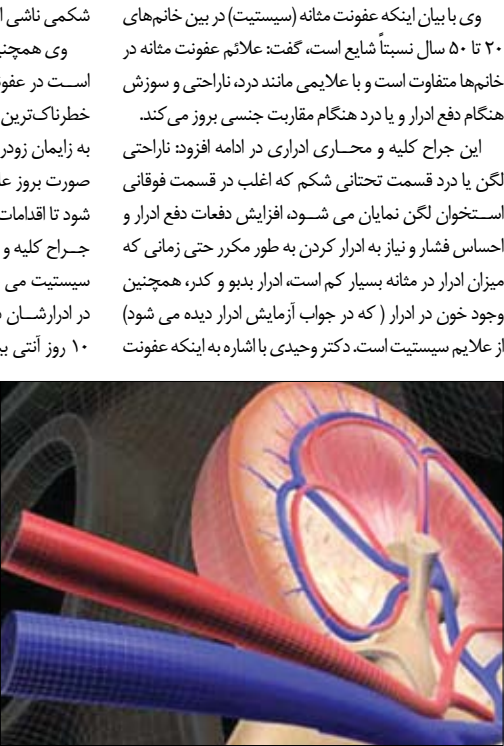 وی با بیان اینکه عفونت مثانه (سیستیت) در بین خانم‌های
۲۰ تا ۵۰ سال نسبتاً شایع است، گفت: علائم عفونت مثانه در
خانم‌ها متفاوت است و با علایمی مانند درد، ناراحتی و سوزش
هنگام دفع ادرار و یا درد هنگام مقاربت جنسی بروز می‌کند.
این جراح کلیه و مجاری ادراری در ادامه افزود: ناراحتی
لگن یا درد قسمت تحتانی شکم که اغلب در قسمت فوقانی
استخوان لگن نمایان می شود، افزایش دفعات دفع ادرار و
احساس فشار و نیاز به ادرار کردن به طور مکرر حتی زمانی که
میزان ادرار در مثانه بسیار کم است، ادرار بدبو و کدر، همچنین
وجود خون در ادرار ( که در جواب آزمایش ادرار دیده می شود)
از علایم سیستیت است. دکتر وحیدی با اشاره به اینکه عفونت
شکمی ناشی
وی همچنی
است در عفو
خطرناک‌ترین
به زایمان زودر
صورت بروز عا
شود تا اقدامات
جراح کلیه و
سیستیت می
در ادرارشان
۱۰ روز آنتی بی